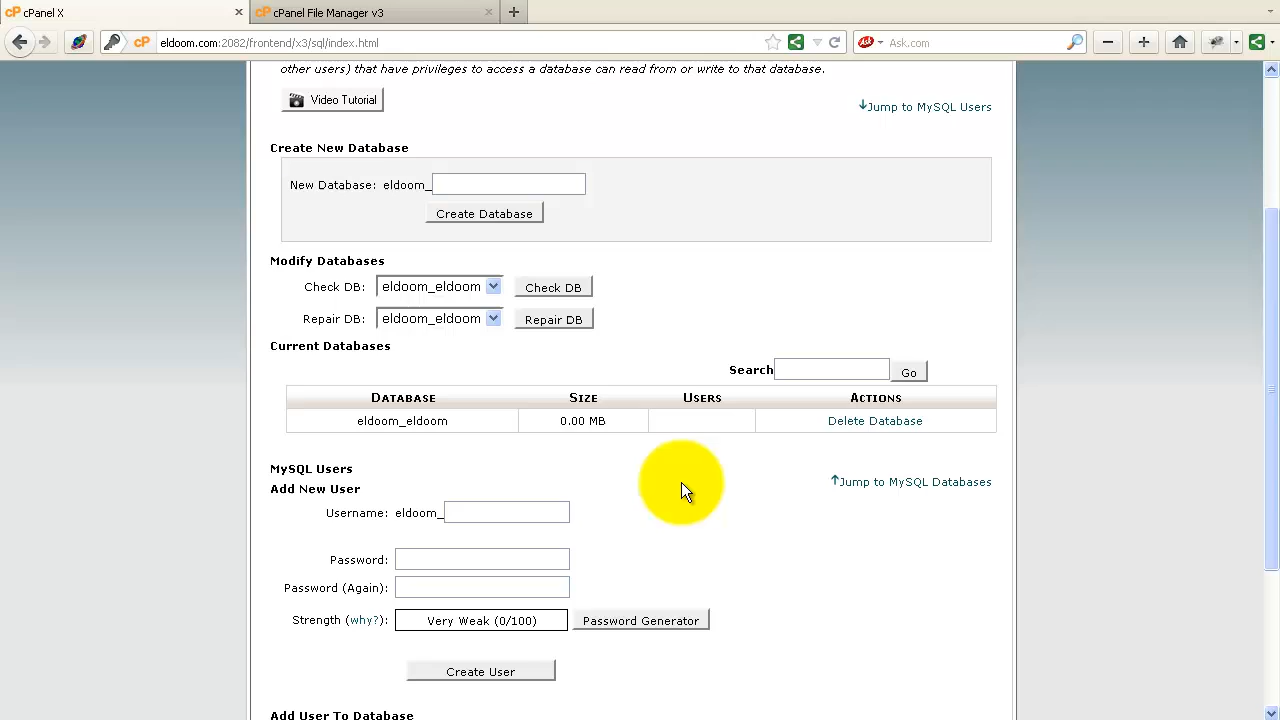 cPanel X
cPanel File Manager v3
eldoom.com:2082/frontend/x3/sql/index.html
Ask.com
other users) that have privileges to access a database can read from or write to that database.
Video Tutorial
Jump to MySQL Users
Create New Database
New Database: eldoom_
Create Database
Modify Databases
Check DB: eldoom_eldoom Check DB
Repair DB: eldoom_eldoom Repair DB
Current Databases
Search Go
DATABASE SIZE USERS ACTIONS
eldoom_eldoom 0.00 MB Delete Database
MySQL Users
Jump to MySQL Databases
Add New User
Username: eldoom_
Password:
Password (Again):
Strength (why?): Very Weak (0/100) Password Generator
Create User
Add User To Database